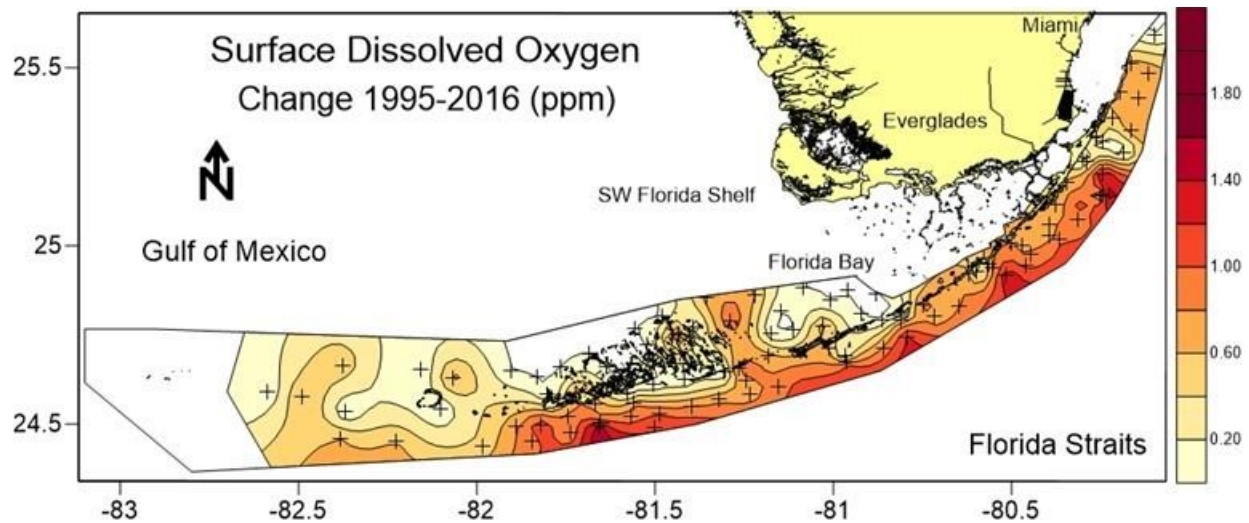 Surface Dissolved Oxygen
Change 1995-2016 (ppm)
Miami
25.5
1.80
Everglades
N
SW Florida Shelf
1.40
25
Gulf of Mexico
Florida Bay
1.00
0.60
24.5
Florida Straits
0.20
-83 -82.5 -82 -81.5 -81 -80.5